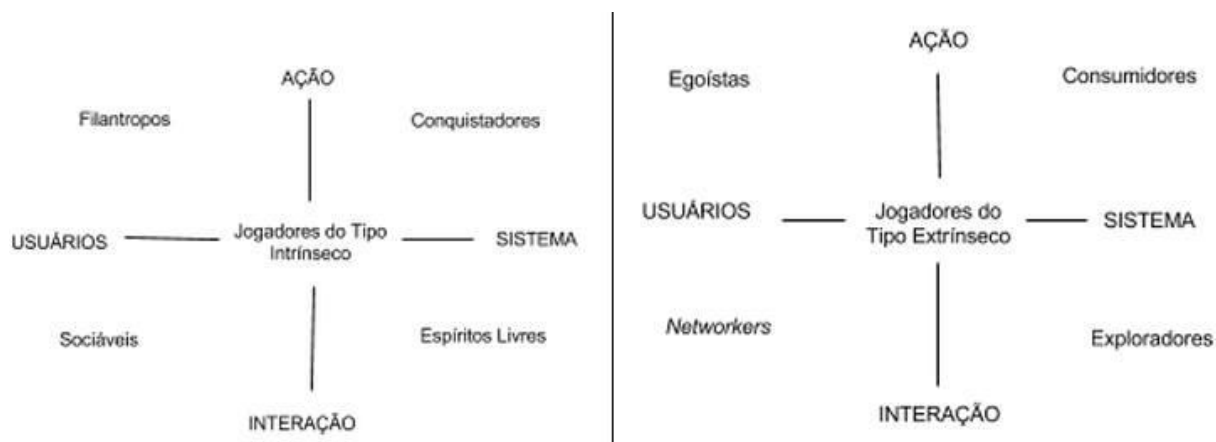 AÇÃO
Filantropos
Conquistadores
USUÁRIOS
Jogadores do Tipo
Intrínseco
SISTEMA
Sociáveis
Espíritos Livres
INTERAÇÃO
AÇÃO
Egoístas
Consumidores
USUÁRIOS
Jogadores do
Tipo Extrínseco
SISTEMA
Networkers
Exploradores
INTERAÇÃO